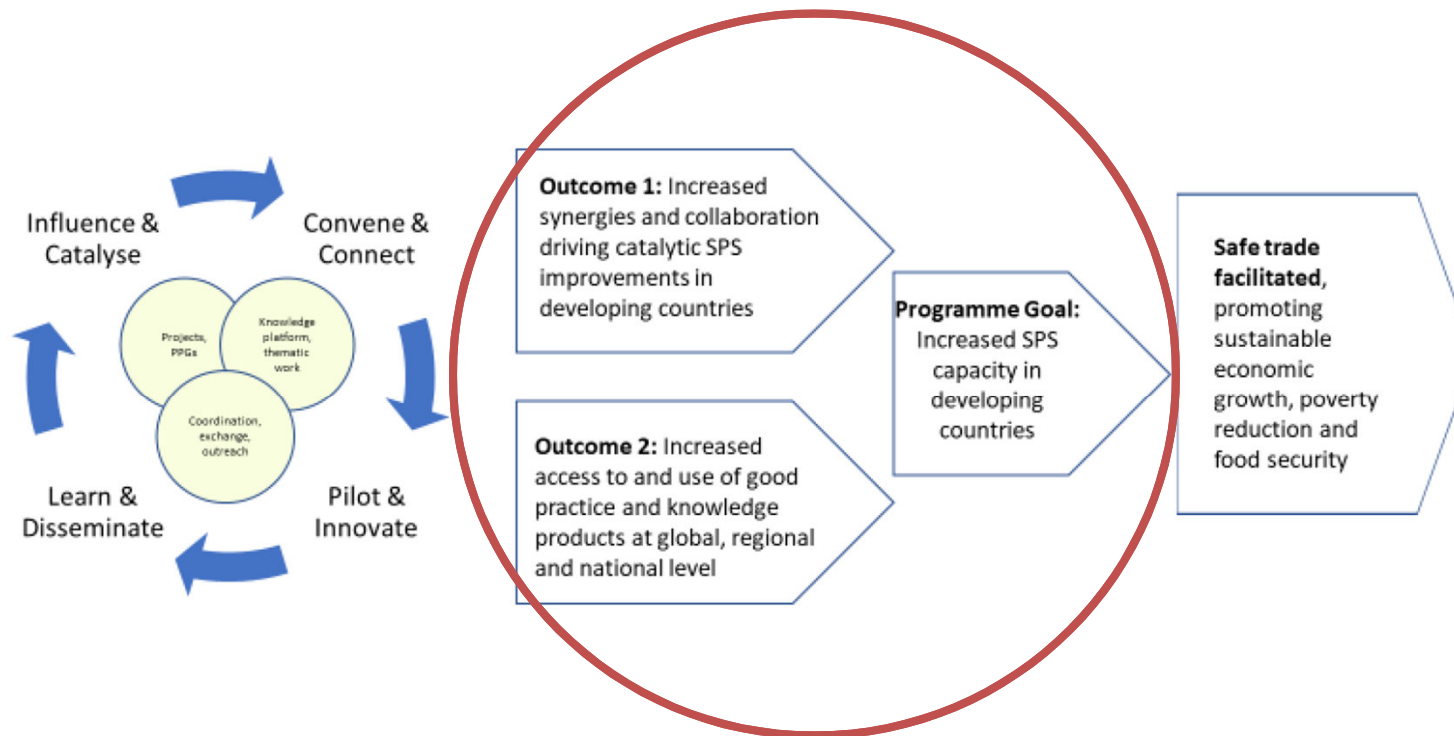 Influence &
Catalyse
Convene &
Connect
Projects,
PPGs
Knowledge
platform,
thematic
work
Coordination,
exchange,
outreach
Learn &
Disseminate
Pilot &
Innovate
Outcome 1: Increased
synergies and collaboration
driving catalytic SPS
improvements in
developing countries
Outcome 2: Increased
access to and use of good
practice and knowledge
products at global, regional
and national level
Programme Goal:
Increased SPS
capacity in
developing
countries
Safe trade
facilitated,
promoting
sustainable
economic
growth, poverty
reduction and
food security